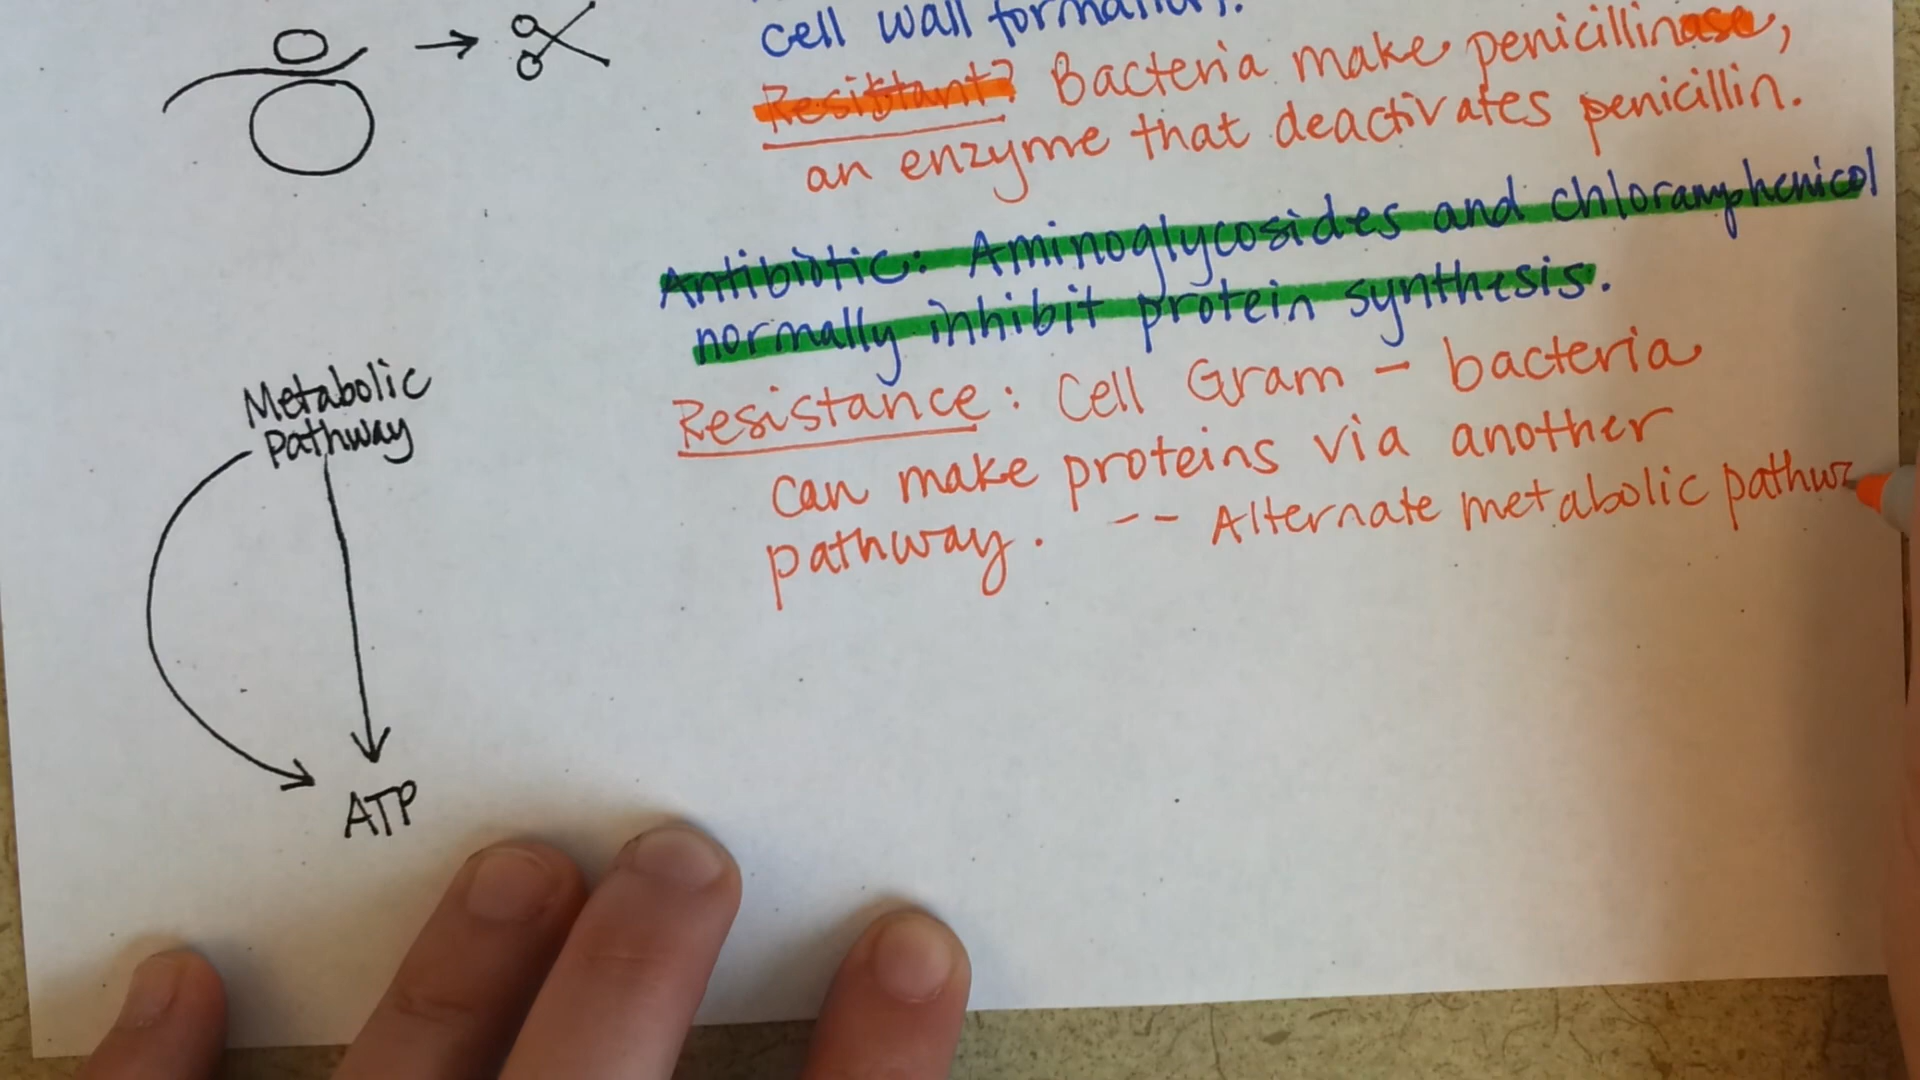 cell wall formation.
Resistant? Bacteria make penicillinase,
an enzyme that deactivates penicillin.
Antibiotic: Aminoglycosides and chloramphenicol
normally inhibit protein synthesis.
Resistance: Cell Gram - bacteria
can make proteins via another
pathway. -- Alternate metabolic pathw
Metabolic
pathway
ATP